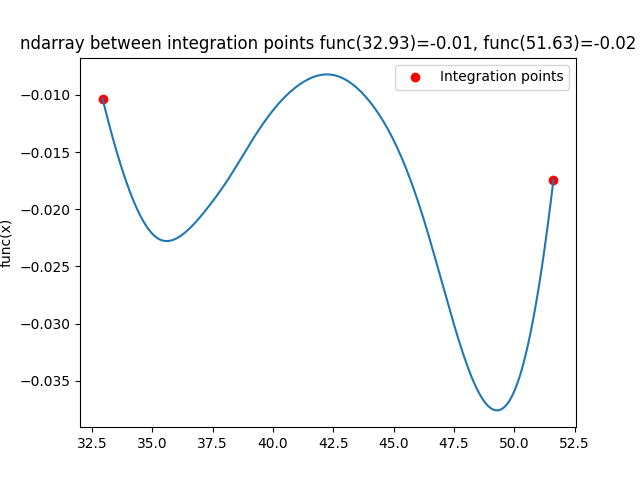 ndarray between integration points func(32.93)=-0.01, func(51.63)=-0.02
Integration points
−0.010
−0.015
−0.020
−0.025
−0.030
−0.035
func(x)
32.5 35.0 37.5 40.0 42.5 45.0 47.5 50.0 52.5